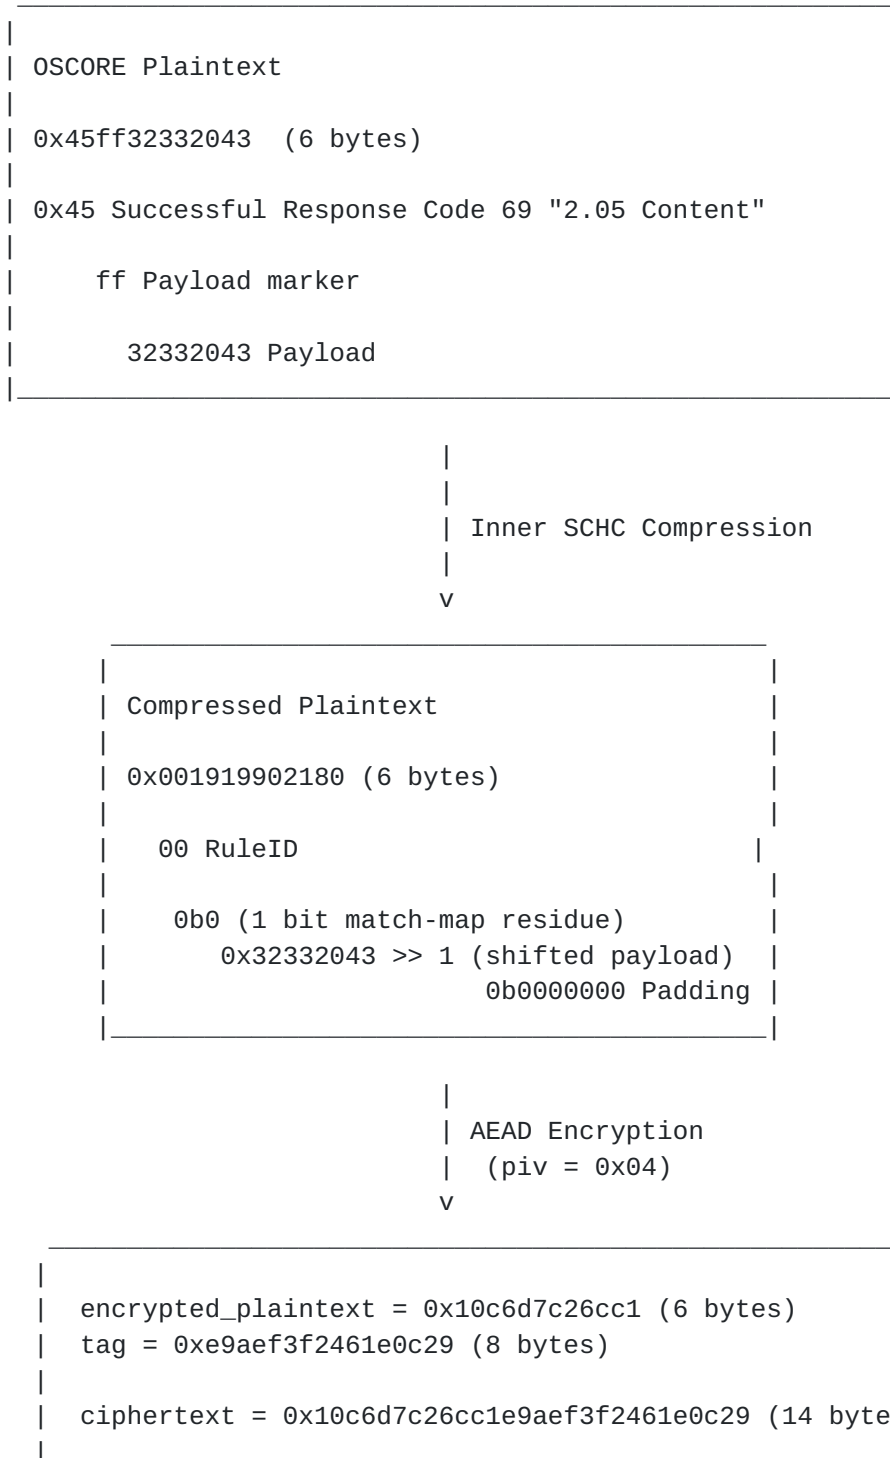 OSCORE Plaintext
0x45ff32332043  (6 bytes)
0x45 Successful Response Code 69 "2.05 Content"
ff Payload marker
32332043 Payload
Inner SCHC Compression
v
Compressed Plaintext
0x001919902180 (6 bytes)
00 RuleID
0b0 (1 bit match-map residue)
0x32332043 >> 1 (shifted payload)
0b0000000 Padding
AEAD Encryption
(piv = 0x04)
v
encrypted_plaintext = 0x10c6d7c26cc1 (6 bytes)
tag = 0xe9aef3f2461e0c29 (8 bytes)
ciphertext = 0x10c6d7c26cc1e9aef3f2461e0c29 (14 byte